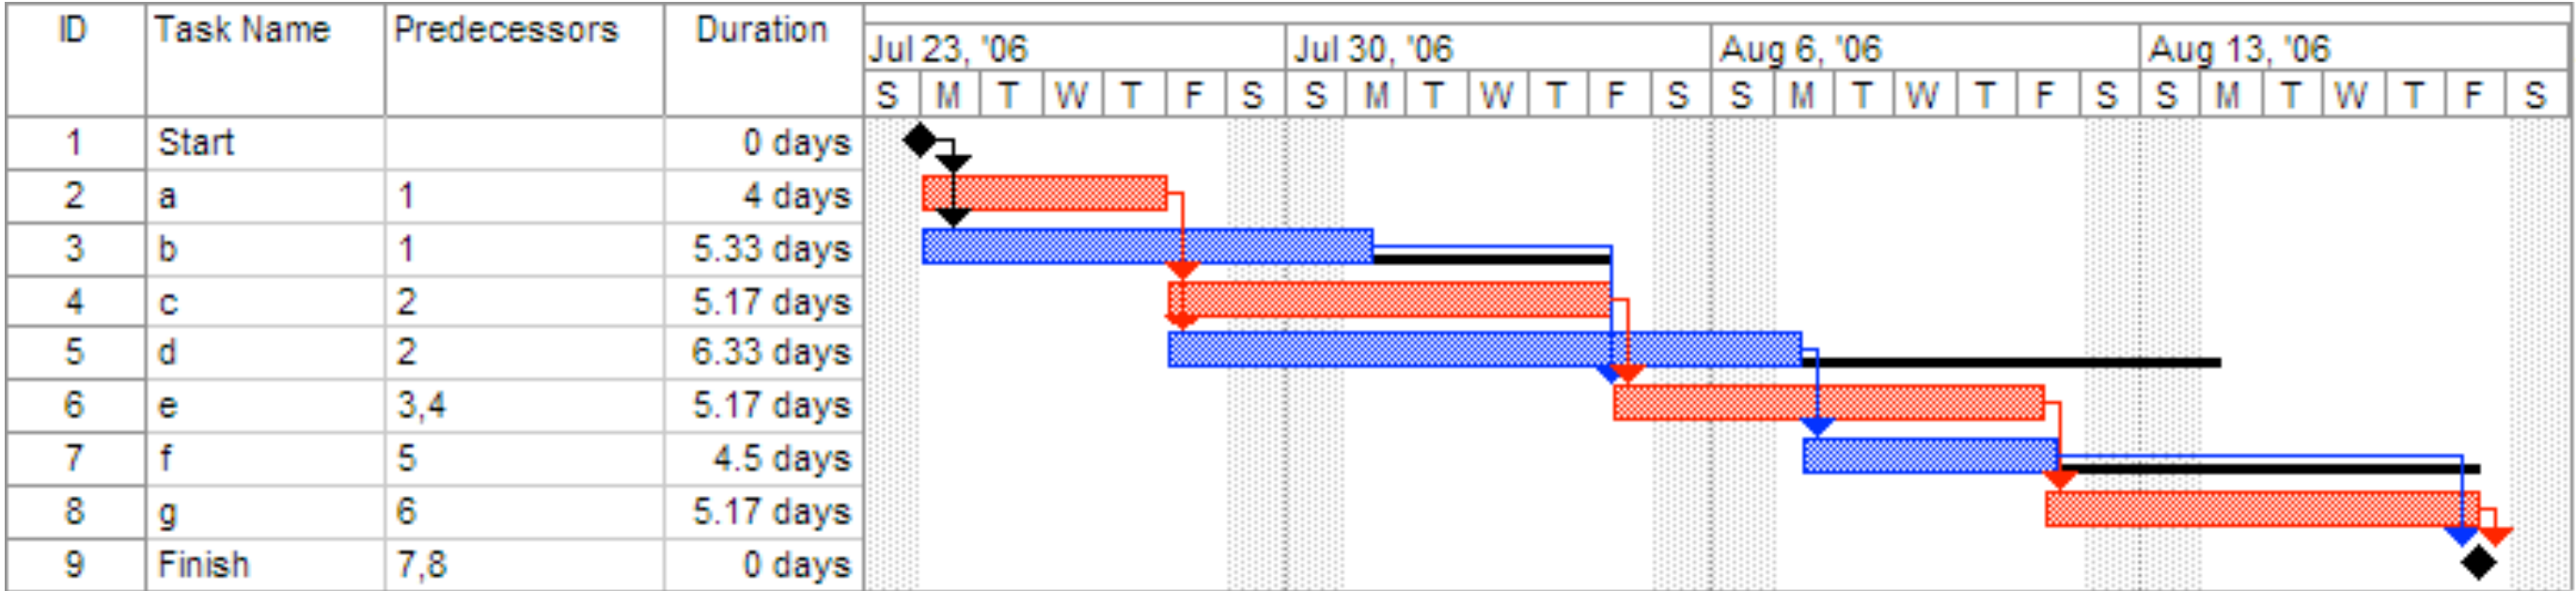 ID Task Name Predecessors Duration
Jul 23, '06 Jul 30, '06 Aug 6, '06 Aug 13, '06
S M T W T F S S M T W T F S S M T W T F S S M T W T F S
1 Start 0 days
2 a 1 4 days
3 b 1 5.33 days
4 c 2 5.17 days
5 d 2 6.33 days
6 e 3,4 5.17 days
7 f 5 4.5 days
8 g 6 5.17 days
9 Finish 7,8 0 days